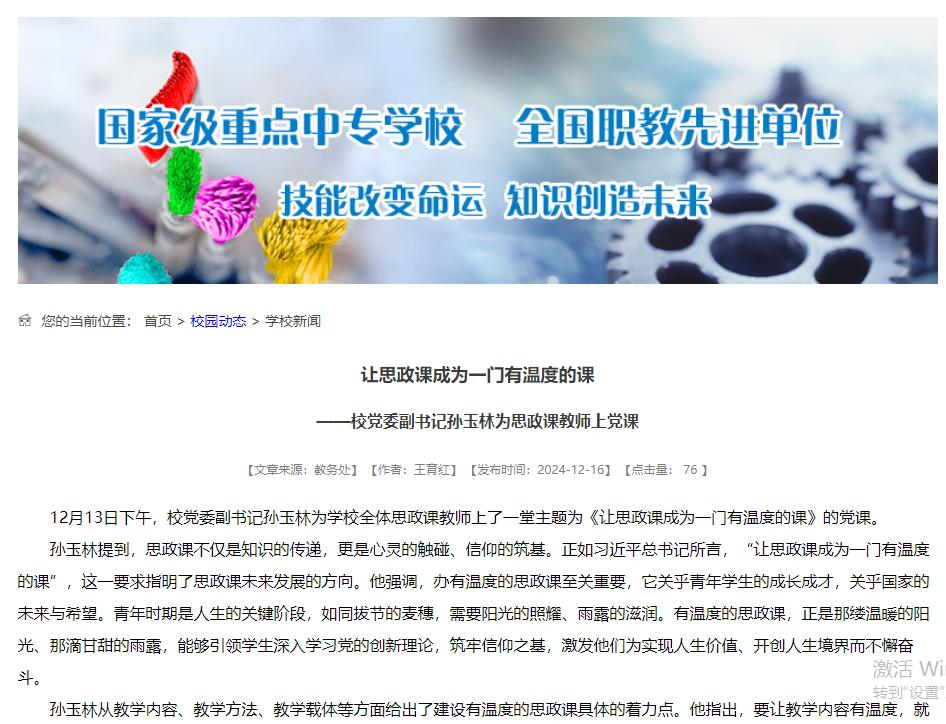 国家级重点中专学校 全国职教先进单位
技能改变命运 知识创造未来
您的当前位置： 首页 > 校园动态 > 学校新闻
让思政课成为一门有温度的课
——校党委副书记孙玉林为思政课教师上党课
【文章来源：教务处】 【作者：王育红】 【发布时间：2024-12-16】 【点击量： 76 】
12月13日下午，校党委副书记孙玉林为学校全体思政课教师上了一堂主题为《让思政课成为一门有温度的课》的党课。
孙玉林提到，思政课不仅是知识的传递，更是心灵的触碰、信仰的筑基。正如习近平总书记所言，“让思政课成为一门有温度
的课”，这一要求指明了思政课未来发展的方向。他强调，办有温度的思政课至关重要，它关乎青年学生的成长成才，关乎国家的
未来与希望。青年时期是人生的关键阶段，如同拔节的麦穗，需要阳光的照耀、雨露的滋润。有温度的思政课，正是那缕温暖的阳
光、那滴甘甜的雨露，能够引领学生深入学习党的创新理论，筑牢信仰之基，激发他们为实现人生价值、开创人生境界而不懈奋
斗。
激活 Wi
转到"设置"
孙玉林从教学内容、教学方法、教学载体等方面给出了建设有温度的思政课具体的着力点。他指出，要让教学内容有温度，就